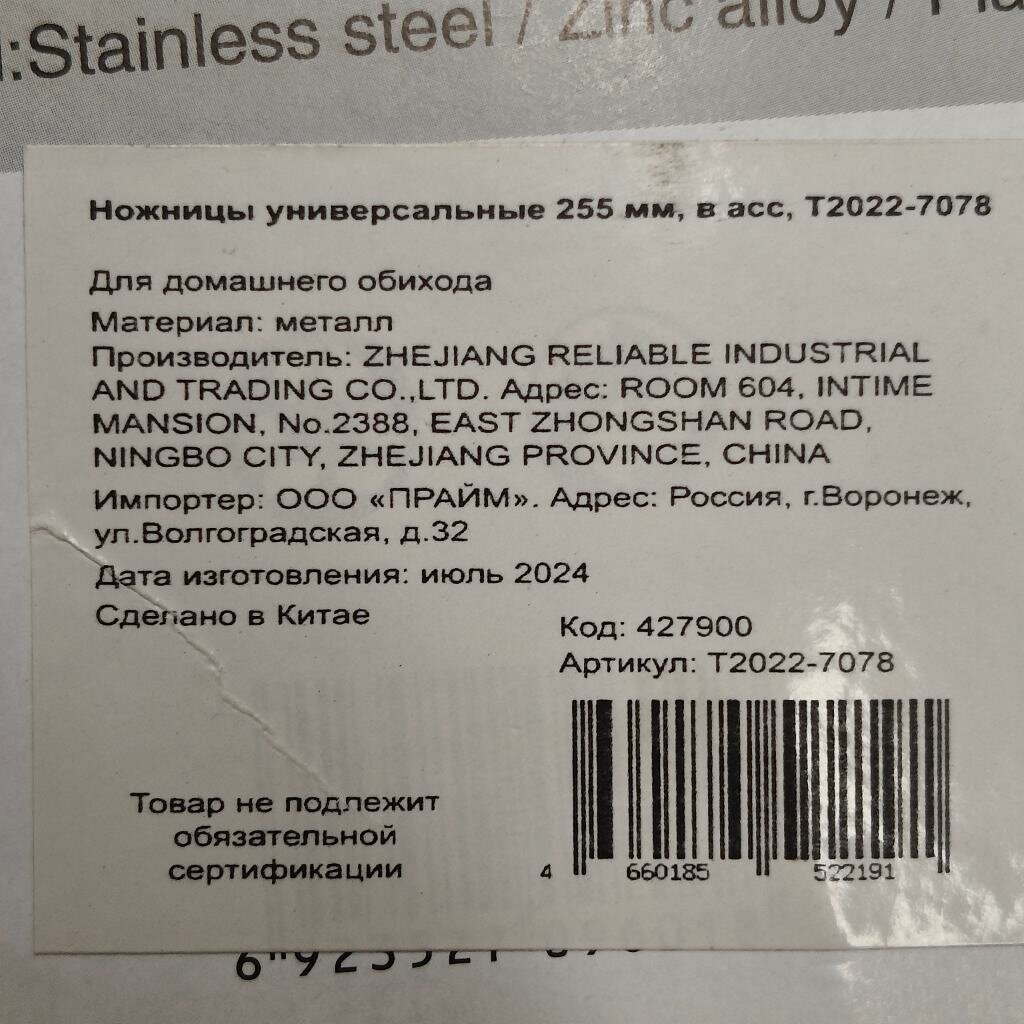 :Stainless steel / Zinc alloy /
Ножницы универсальные 255 мм, в асс, T2022-7078
Для домашнего обихода
Материал: металл
Производитель: ZHEJIANG RELIABLE INDUSTRIAL
AND TRADING CO.,LTD. Адрес: ROOM 604, INTIME
MANSION, No.2388, EAST ZHONGSHAN ROAD,
NINGBO CITY, ZHEJIANG PROVINCE, CHINA
Импортер: ООО «ПРАЙМ». Адрес: Россия, г.Воронеж,
ул.Волгоградская, д.32
Дата изготовления: июль 2024
Сделано в Китае
Код: 427900
Артикул: T2022-7078
Товар не подлежит
обязательной
сертификации
4 660185 522191